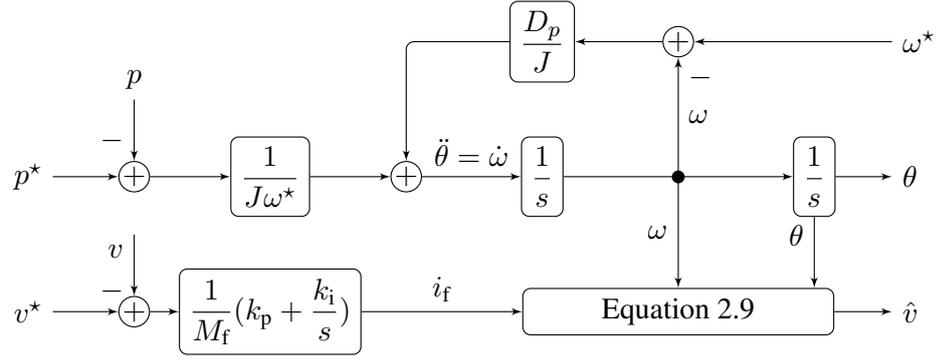 D_p / J
+
ω⋆
−
p
ω
−
p⋆
+
1 / Jω⋆
+
θ̈ = ω̇
1 / s
1 / s
θ
v
ω
θ
−
v⋆
+
1 / M_f (k_p + k_i / s)
i_f
Equation 2.9
v̂